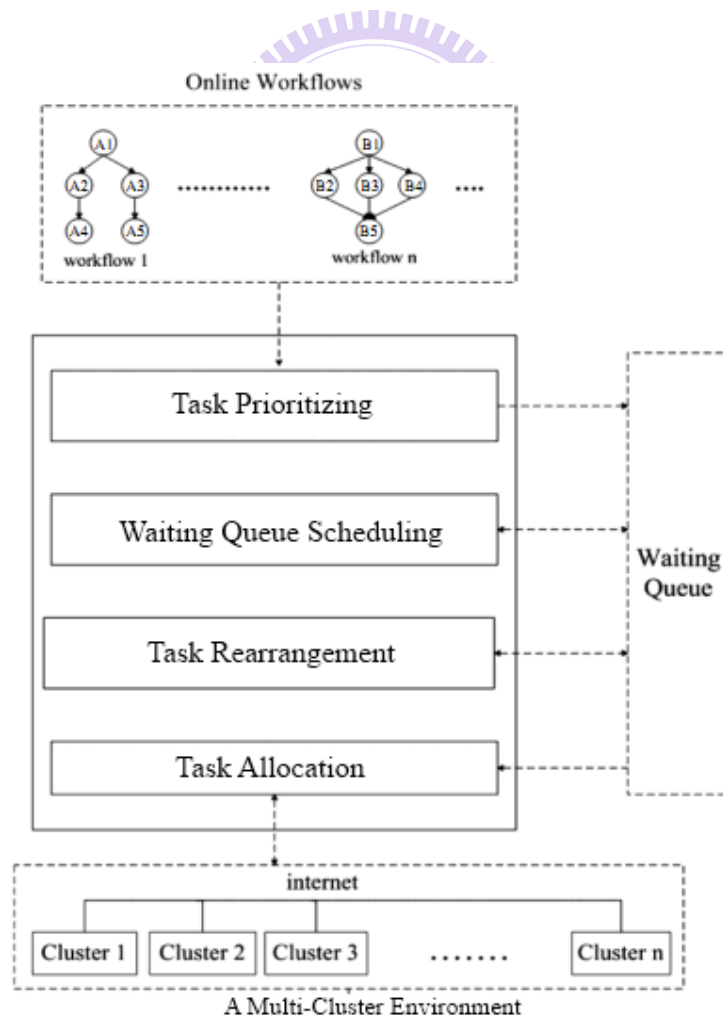 Online Workflows
A1
B1
A2 A3 ............ B2 B3 B4 ....
A4 A5 B5
workflow 1 workflow n
Task Prioritizing
Waiting Queue Scheduling
Waiting
Queue
Task Rearrangement
Task Allocation
internet
Cluster 1 Cluster 2 Cluster 3 ....... Cluster n
A Multi-Cluster Environment